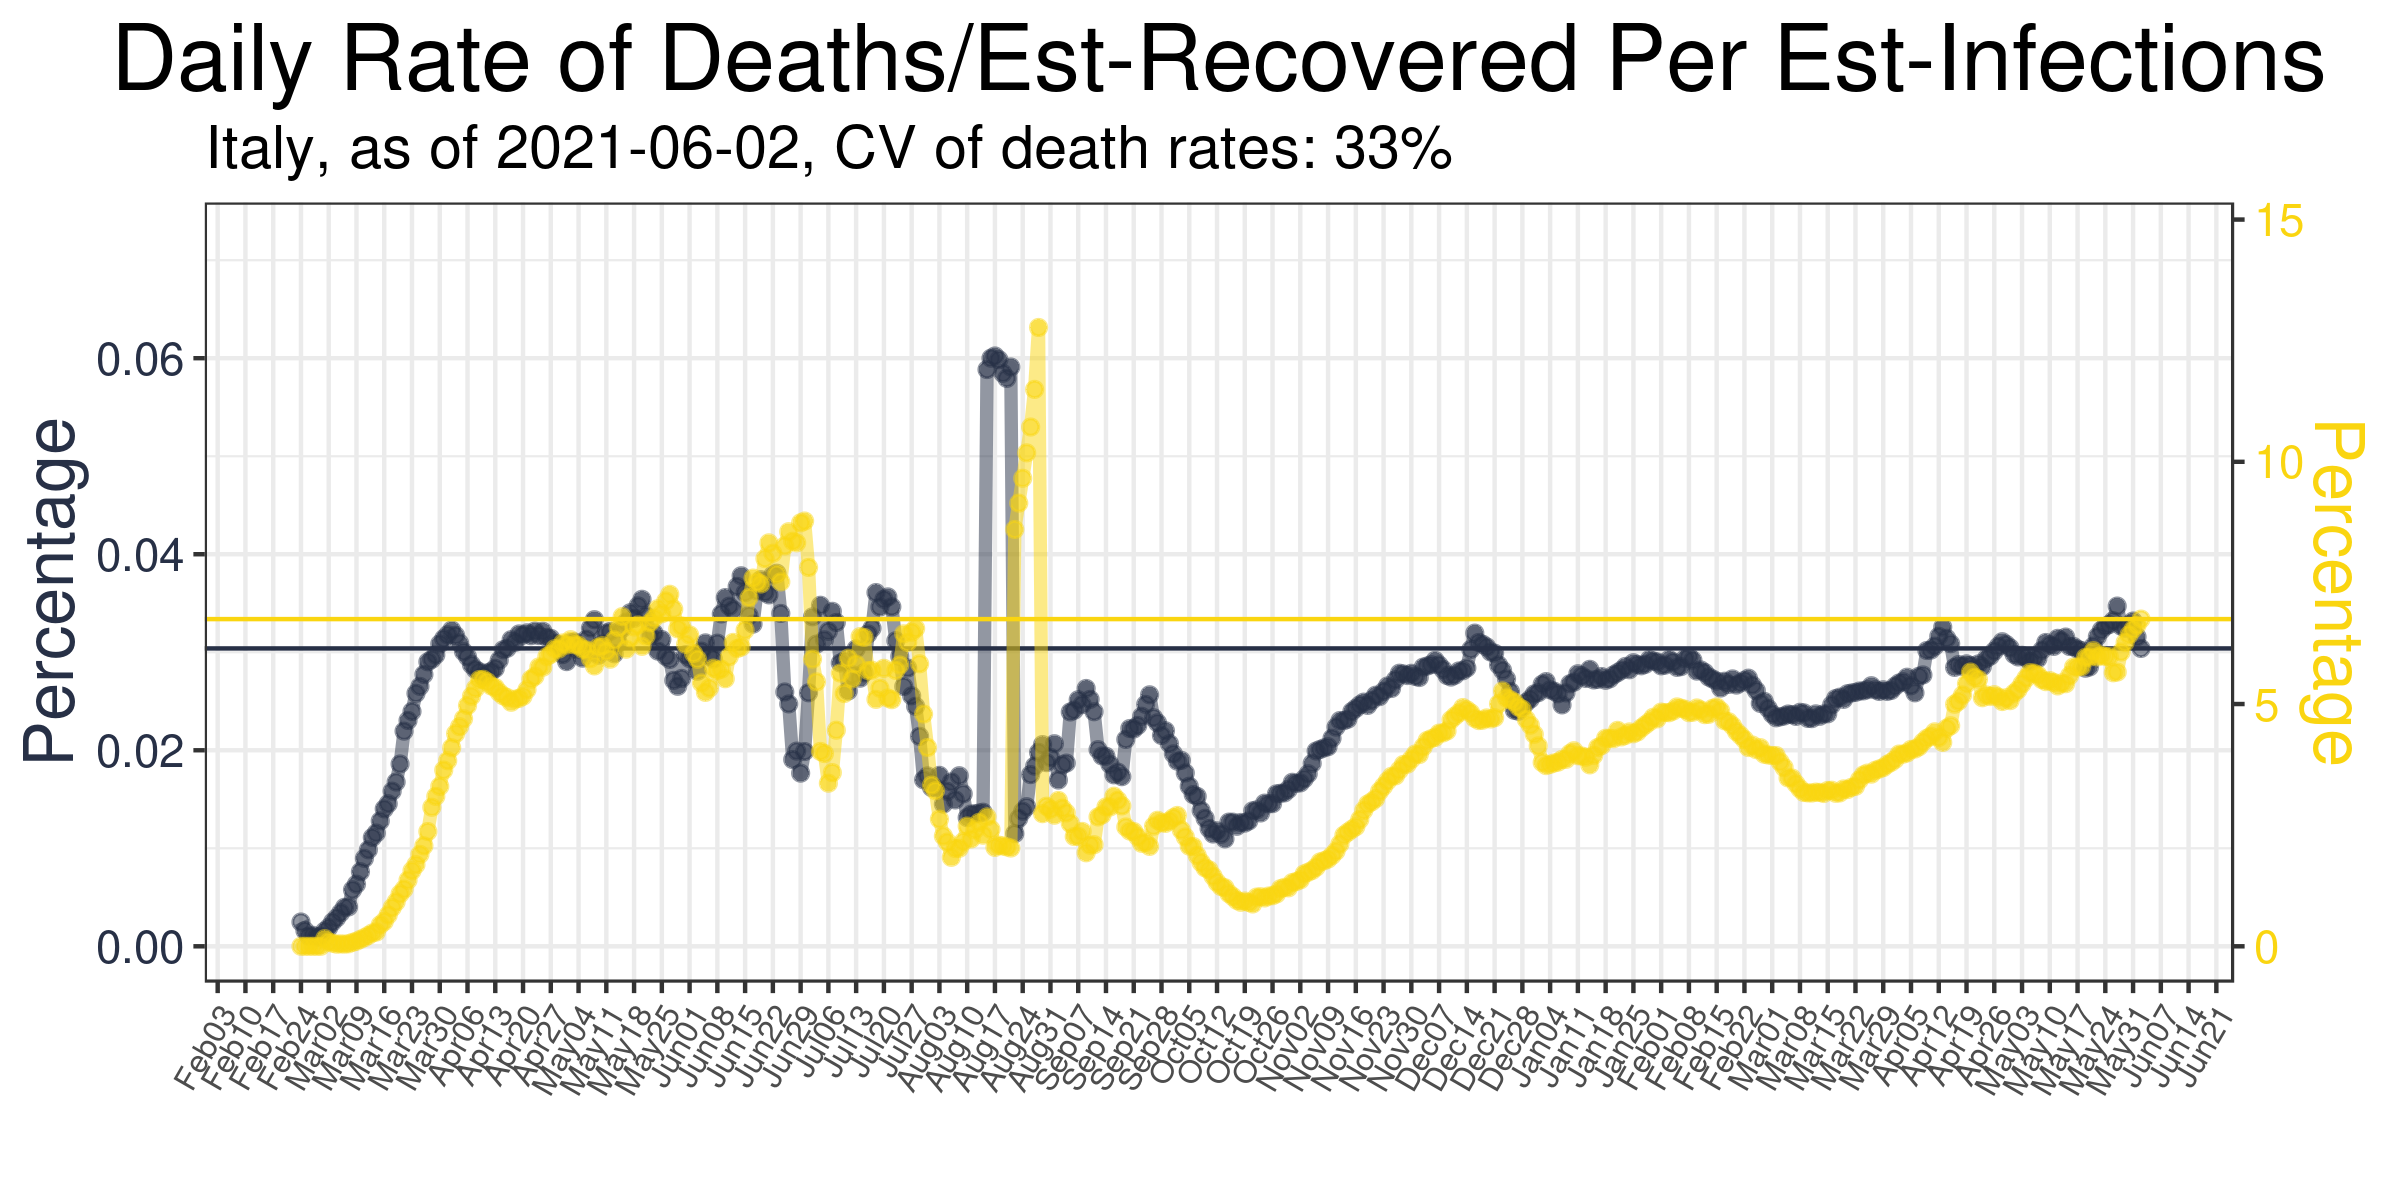 Daily Rate of Deaths/Est-Recovered Per Est-Infections
Italy, as of 2021-06-02, CV of death rates: 33%
Percentage
0.06
0.04
0.02
0.00
15
10
5
0
Percentage
Feb03
Feb10
Feb17
Feb24
Mar02
Mar09
Mar16
Mar23
Mar30
Apr06
Apr13
Apr20
Apr27
May04
May11
May18
May25
Jun01
Jun08
Jun15
Jun22
Jun29
Jul06
Jul13
Jul20
Jul27
Aug03
Aug10
Aug17
Aug24
Aug31
Sep07
Sep14
Sep21
Sep28
Oct05
Oct12
Oct19
Oct26
Nov02
Nov09
Nov16
Nov23
Nov30
Dec07
Dec14
Dec21
Dec28
Jan04
Jan11
Jan18
Jan25
Feb01
Feb08
Feb15
Feb22
Mar01
Mar08
Mar15
Mar22
Mar29
Apr05
Apr12
Apr19
Apr26
May03
May10
May17
May24
May31
Jun07
Jun14
Jun21